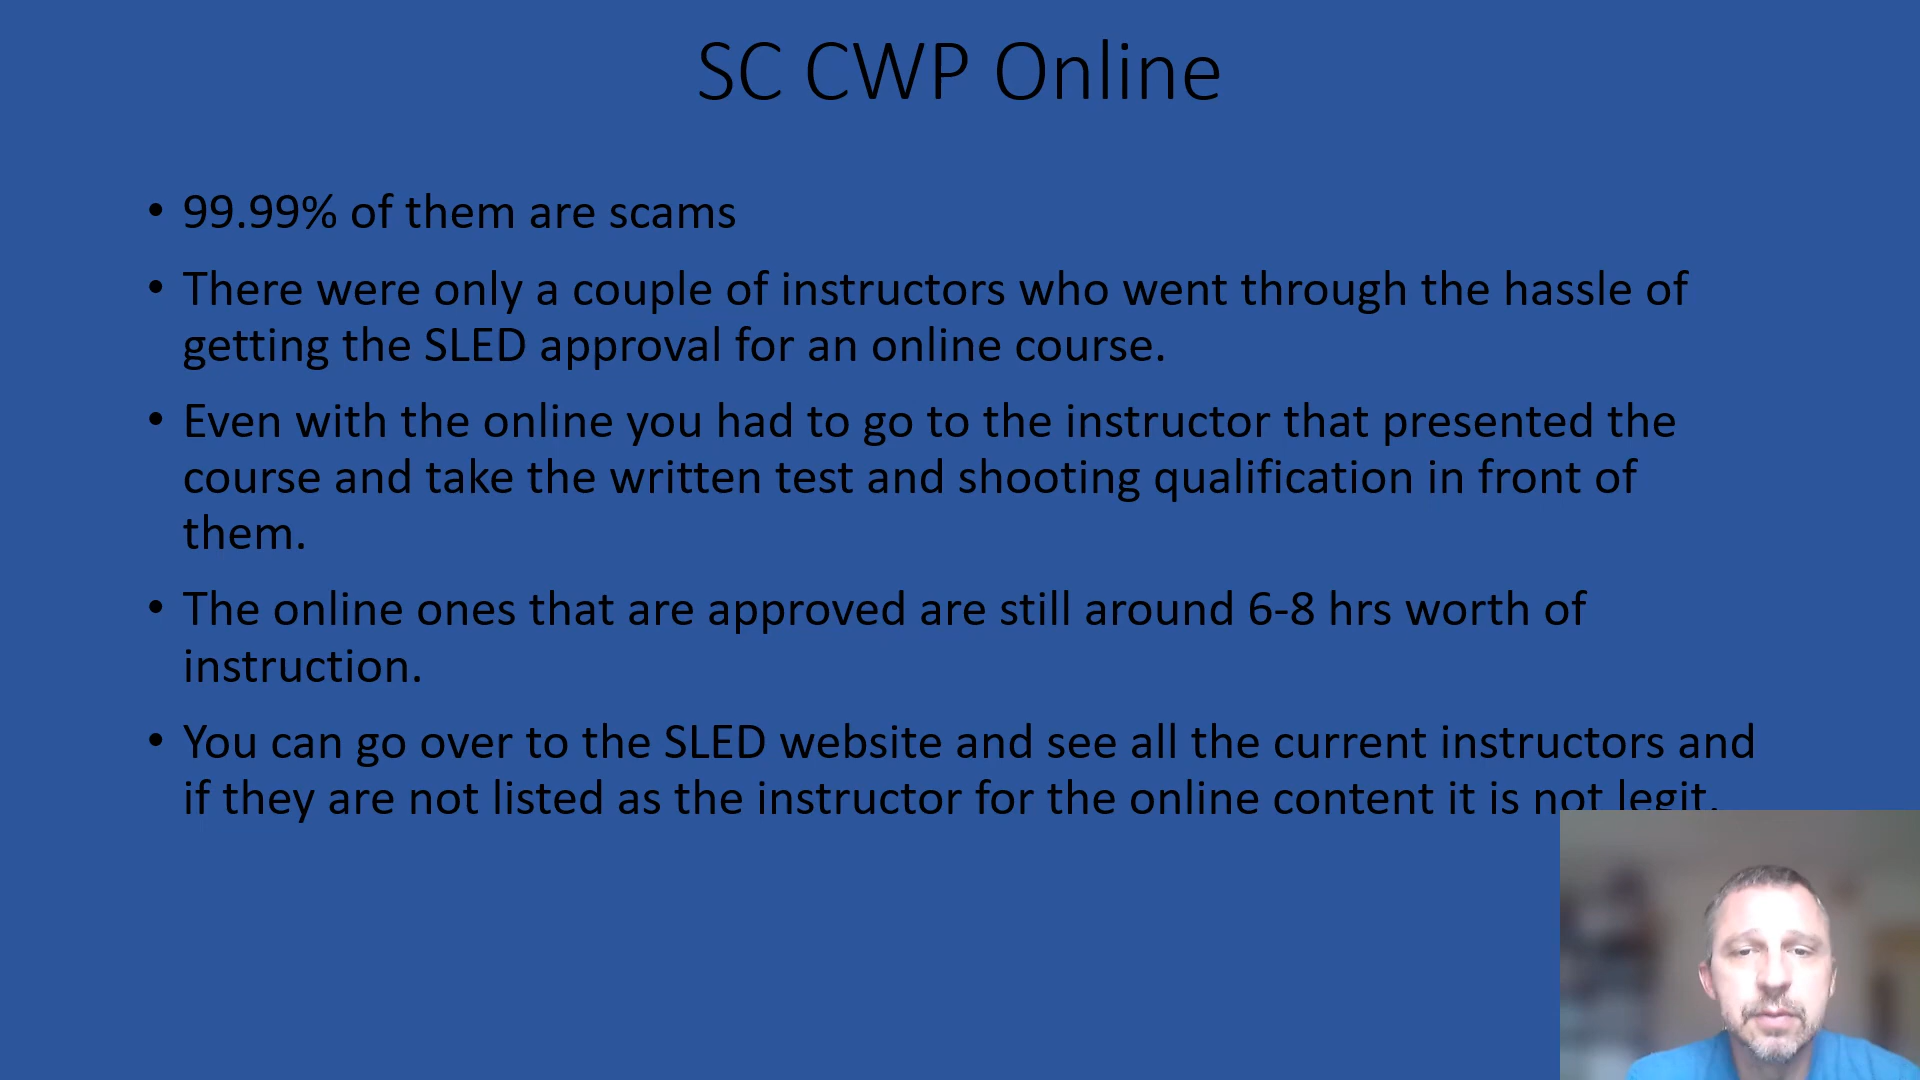 SC CWP Online
• 99.99% of them are scams
• There were only a couple of instructors who went through the hassle of
getting the SLED approval for an online course.
• Even with the online you had to go to the instructor that presented the
course and take the written test and shooting qualification in front of
them.
• The online ones that are approved are still around 6-8 hrs worth of
instruction.
• You can go over to the SLED website and see all the current instructors and
if they are not listed as the instructor for the online content it is not legit.